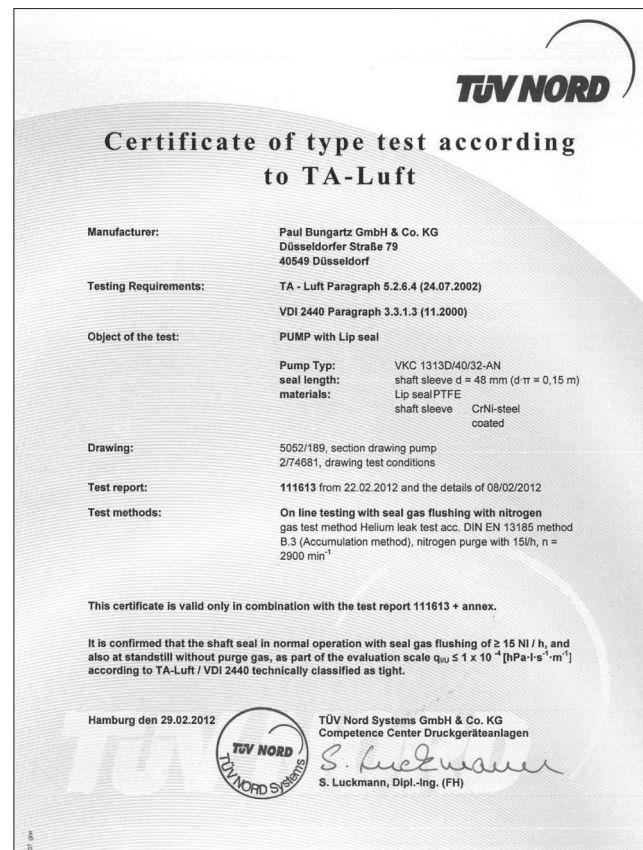 TÜV NORD
Certificate of type test according
to TA-Luft
Manufacturer: Paul Bungartz GmbH & Co. KG
Düsseldorfer Straße 79
40549 Düsseldorf
Testing Requirements: TA - Luft Paragraph 5.2.6.4 (24.07.2002)
VDI 2440 Paragraph 3.3.1.3 (11.2000)
Object of the test: PUMP with Lip seal
Pump Typ: VKC 1313D/40/32-AN
seal length: shaft sleeve d = 48 mm (d·π = 0,15 m)
materials: Lip sealPTFE
shaft sleeve CrNi-steel
coated
Drawing: 5052/189, section drawing pump
2/74681, drawing test conditions
Test report: 111613 from 22.02.2012 and the details of 08/02/2012
Test methods: On line testing with seal gas flushing with nitrogen
gas test method Helium leak test acc. DIN EN 13185 method
B.3 (Accumulation method), nitrogen purge with 15l/h, n =
2900 min⁻¹
This certificate is valid only in combination with the test report 111613 + annex.
It is confirmed that the shaft seal in normal operation with seal gas flushing of ≥ 15 Nl / h, and
also at standstill without purge gas, as part of the evaluation scale q ≤ 1 x 10⁻⁴ [hPa·l·s⁻¹·m⁻¹]
according to TA-Luft / VDI 2440 technically classified as tight.
Hamburg den 29.02.2012
TÜV NORD
TÜV NORD Systems
TÜV Nord Systems GmbH & Co. KG
Competence Center Druckgeräteanlagen
S. Luckmann
S. Luckmann, Dipl.-Ing. (FH)
TÜV NORD